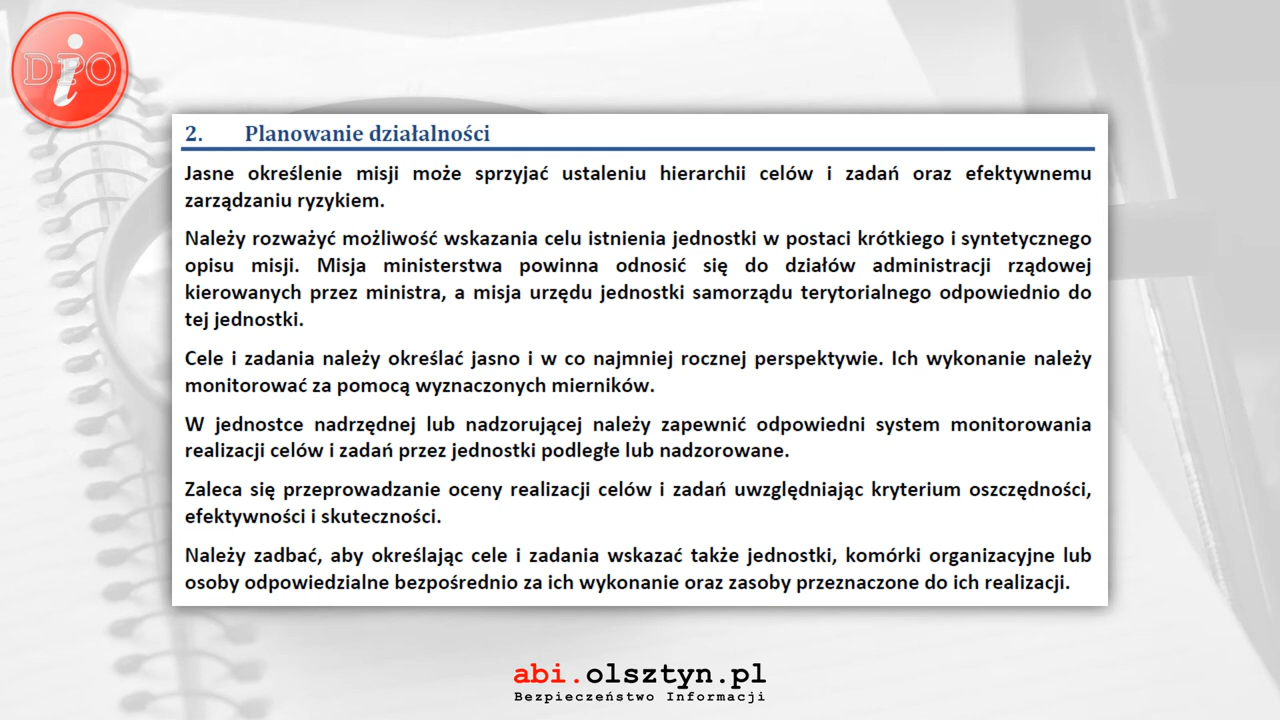 DPO
i
2. Planowanie działalności
Jasne określenie misji może sprzyjać ustaleniu hierarchii celów i zadań oraz efektywnemu
zarządzaniu ryzykiem.
Należy rozważyć możliwość wskazania celu istnienia jednostki w postaci krótkiego i syntetycznego
opisu misji. Misja ministerstwa powinna odnosić się do działów administracji rządowej
kierowanych przez ministra, a misja urzędu jednostki samorządu terytorialnego odpowiednio do
tej jednostki.
Cele i zadania należy określać jasno i w co najmniej rocznej perspektywie. Ich wykonanie należy
monitorować za pomocą wyznaczonych mierników.
W jednostce nadrzędnej lub nadzorującej należy zapewnić odpowiedni system monitorowania
realizacji celów i zadań przez jednostki podległe lub nadzorowane.
Zaleca się przeprowadzanie oceny realizacji celów i zadań uwzględniając kryterium oszczędności,
efektywności i skuteczności.
Należy zadbać, aby określając cele i zadania wskazać także jednostki, komórki organizacyjne lub
osoby odpowiedzialne bezpośrednio za ich wykonanie oraz zasoby przeznaczone do ich realizacji.
abi.olsztyn.pl
Bezpieczeństwo Informacji